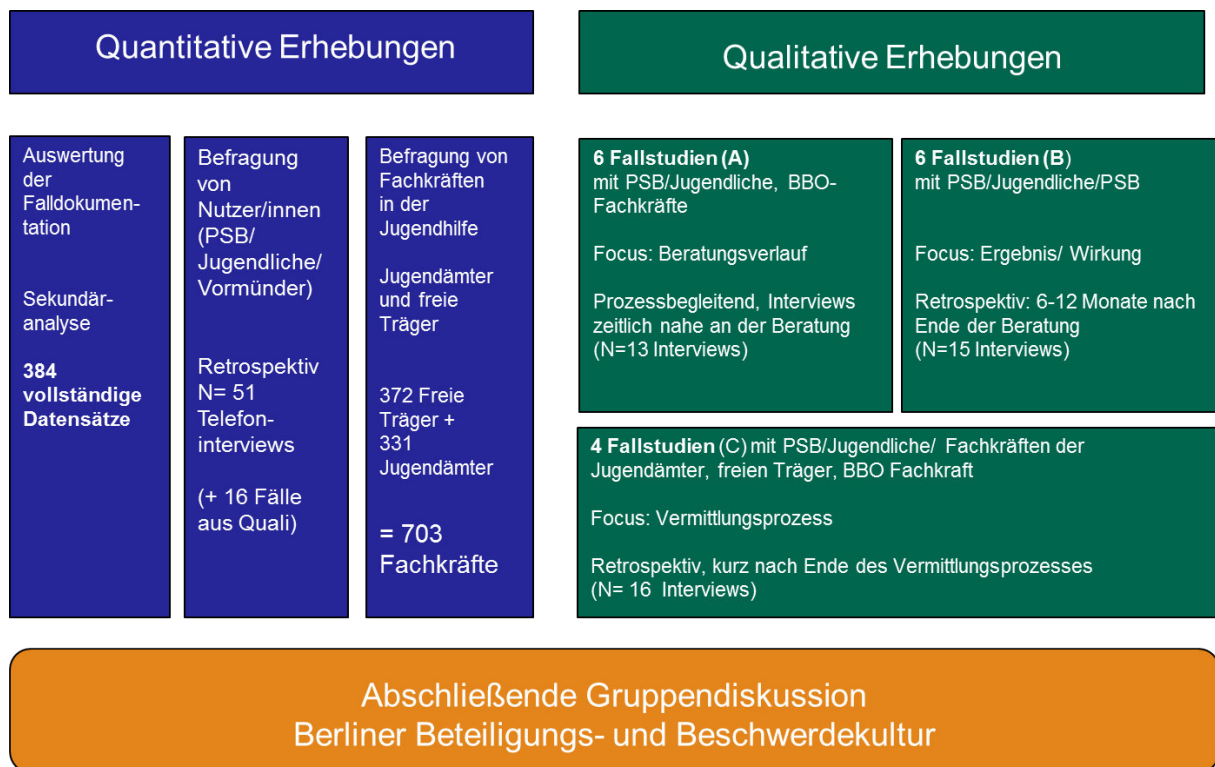 Quantitative Erhebungen
Qualitative Erhebungen
Auswertung
der
Falldokumen-
tation
Sekundär-
analyse
384
vollständige
Datensätze
Befragung
von
Nutzer/innen
(PSB/
Jugendliche/
Vormünder)
Retrospektiv
N= 51
Telefon-
interviews
(+ 16 Fälle
aus Quali)
Befragung von
Fachkräften
in der
Jugendhilfe
Jugendämter
und freie
Träger
372 Freie
Träger +
331
Jugendämter
= 703
Fachkräfte
6 Fallstudien (A)
mit PSB/Jugendliche, BBO-
Fachkräfte
Focus: Beratungsverlauf
Prozessbegleitend, Interviews
zeitlich nahe an der Beratung
(N=13 Interviews)
6 Fallstudien (B)
mit PSB/Jugendliche/PSB
Focus: Ergebnis/ Wirkung
Retrospektiv: 6-12 Monate nach
Ende der Beratung
(N=15 Interviews)
4 Fallstudien (C) mit PSB/Jugendliche/ Fachkräften der
Jugendämter, freien Träger, BBO Fachkraft
Focus: Vermittlungsprozess
Retrospektiv, kurz nach Ende des Vermittlungsprozesses
(N= 16 Interviews)
Abschließende Gruppendiskussion
Berliner Beteiligungs- und Beschwerdekultur